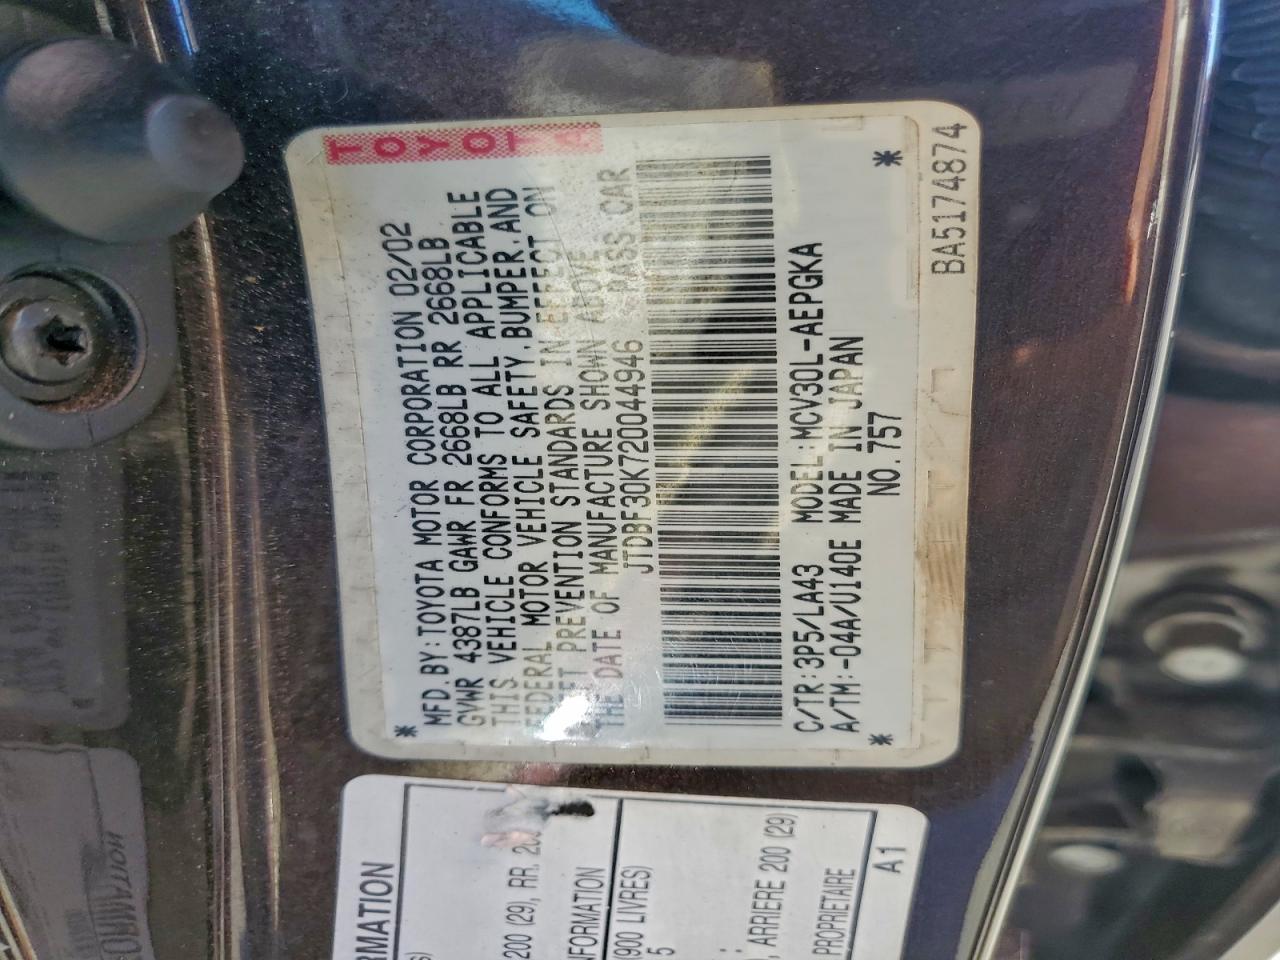 TOYOTA
*
MFD BY:TOYOTA MOTOR CORPORATION 02/02
GVWR 4387LB GAWR FR 2668LB RR 2668LB
THIS VEHICLE CONFORMS TO ALL APPLICABLE
FEDERAL MOTOR VEHICLE SAFETY,BUMPER,AND
THEFT PREVENTION STANDARDS IN EFFECT ON
THE DATE OF MANUFACTURE SHOWN ABOVE.
JTDBF30K720044946 PASS.CAR
C/TR:3P5/LA43 MODEL:MCV30L-AEPGKA
A/TM:-04A/U140E MADE IN JAPAN
* NO.757 *
BA5174874
200 (29), RR.
(900 LIVRES)
5
, ARRIERE 200 (29)
PROPRIETAIRE
A1